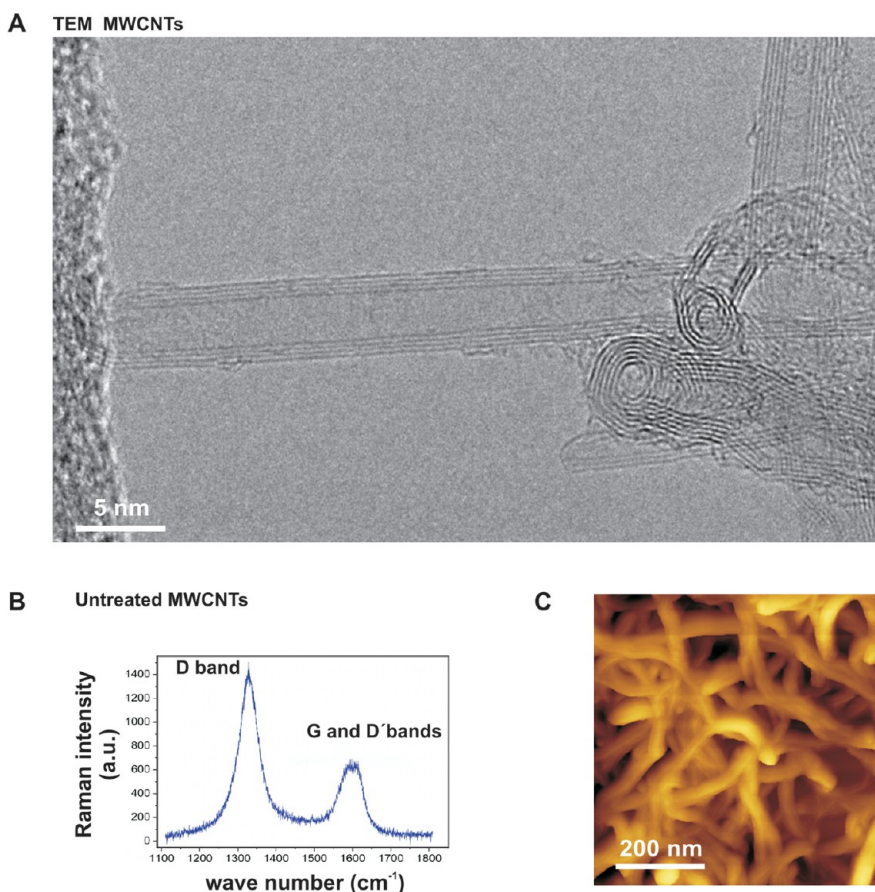 A
TEM MWCNTs
5 nm
B
Untreated MWCNTs
D band
G and D´bands
Raman intensity
(a.u.)
1400
1200
1000
800
600
400
200
0
1100 1200 1300 1400 1500 1600 1700 1800
wave number (cm-1)
C
200 nm